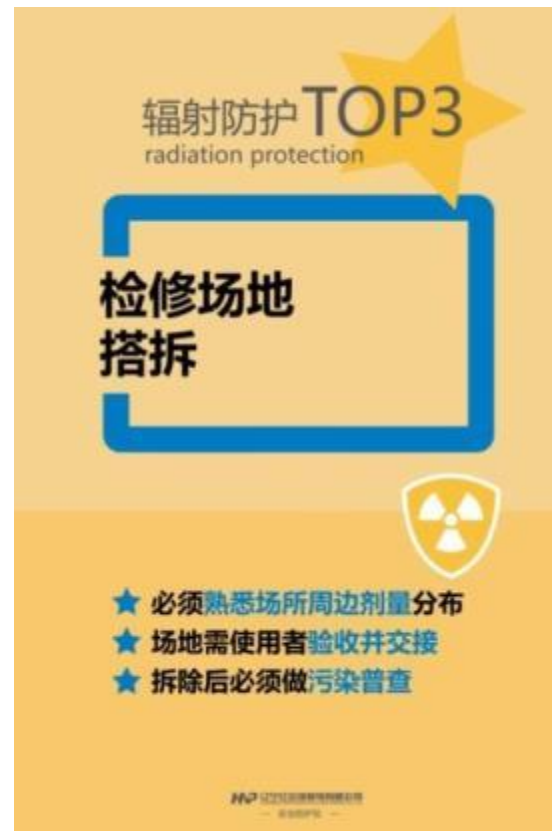 辐射防护TOP3
radiation protection
检修场地
搭拆
必须熟悉场所周边剂量分布
场地需使用者验收并交接
拆除后必须做污染普查